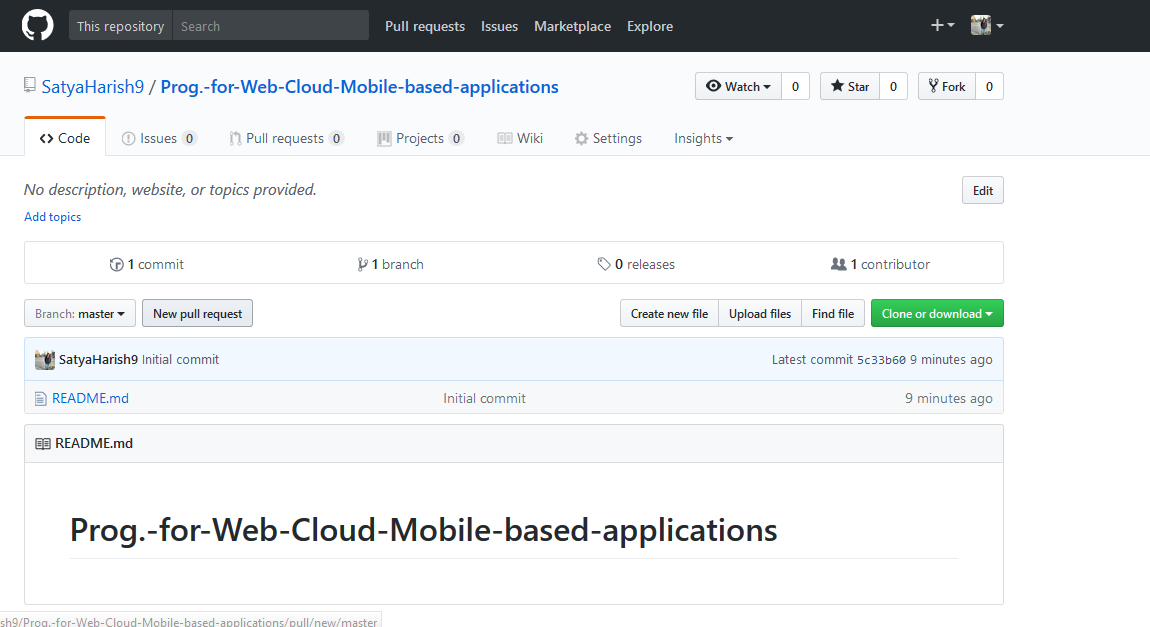 This repository Search Pull requests Issues Marketplace Explore
SatyaHarish9 / Prog.-for-Web-Cloud-Mobile-based-applications Watch 0 Star 0 Fork 0
Code Issues 0 Pull requests 0 Projects 0 Wiki Settings Insights
No description, website, or topics provided. Edit
Add topics
1 commit 1 branch 0 releases 1 contributor
Branch: master New pull request Create new file Upload files Find file Clone or download
SatyaHarish9 Initial commit Latest commit 5c33b60 9 minutes ago
README.md Initial commit 9 minutes ago
README.md
Prog.-for-Web-Cloud-Mobile-based-applications
sh9/Prog.-for-Web-Cloud-Mobile-based-applications/pull/new/master